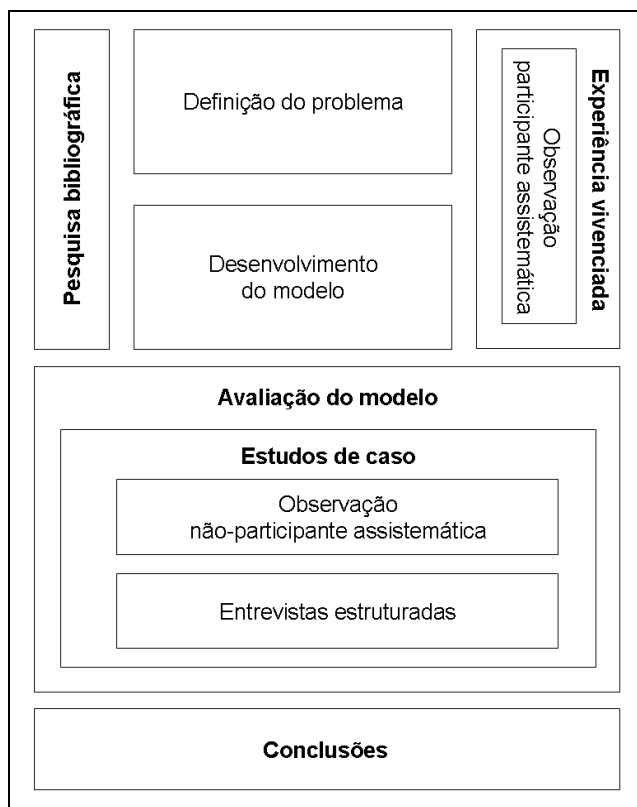 Pesquisa bibliográfica
Definição do problema
Desenvolvimento
do modelo
Experiência vivenciada
Observação
participante assistemática
Avaliação do modelo
Estudos de caso
Observação
não-participante assistemática
Entrevistas estruturadas
Conclusões